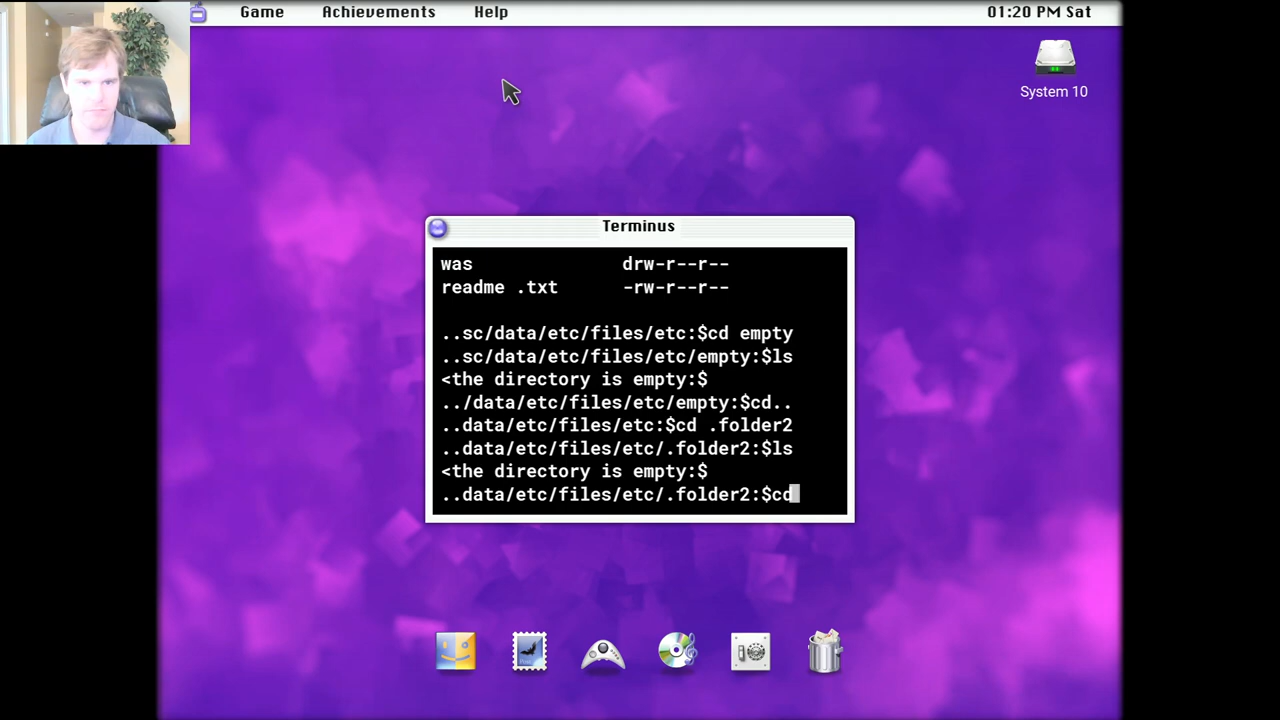 Game Achievements Help 01:20 PM Sat
System 10
Terminus
was drw-r--r--
readme .txt -rw-r--r--
..sc/data/etc/files/etc:$cd empty
..sc/data/etc/files/etc/empty:$ls
<the directory is empty:$
../data/etc/files/etc/empty:$cd..
..data/etc/files/etc:$cd .folder2
..data/etc/files/etc/.folder2:$ls
<the directory is empty:$
..data/etc/files/etc/.folder2:$cd